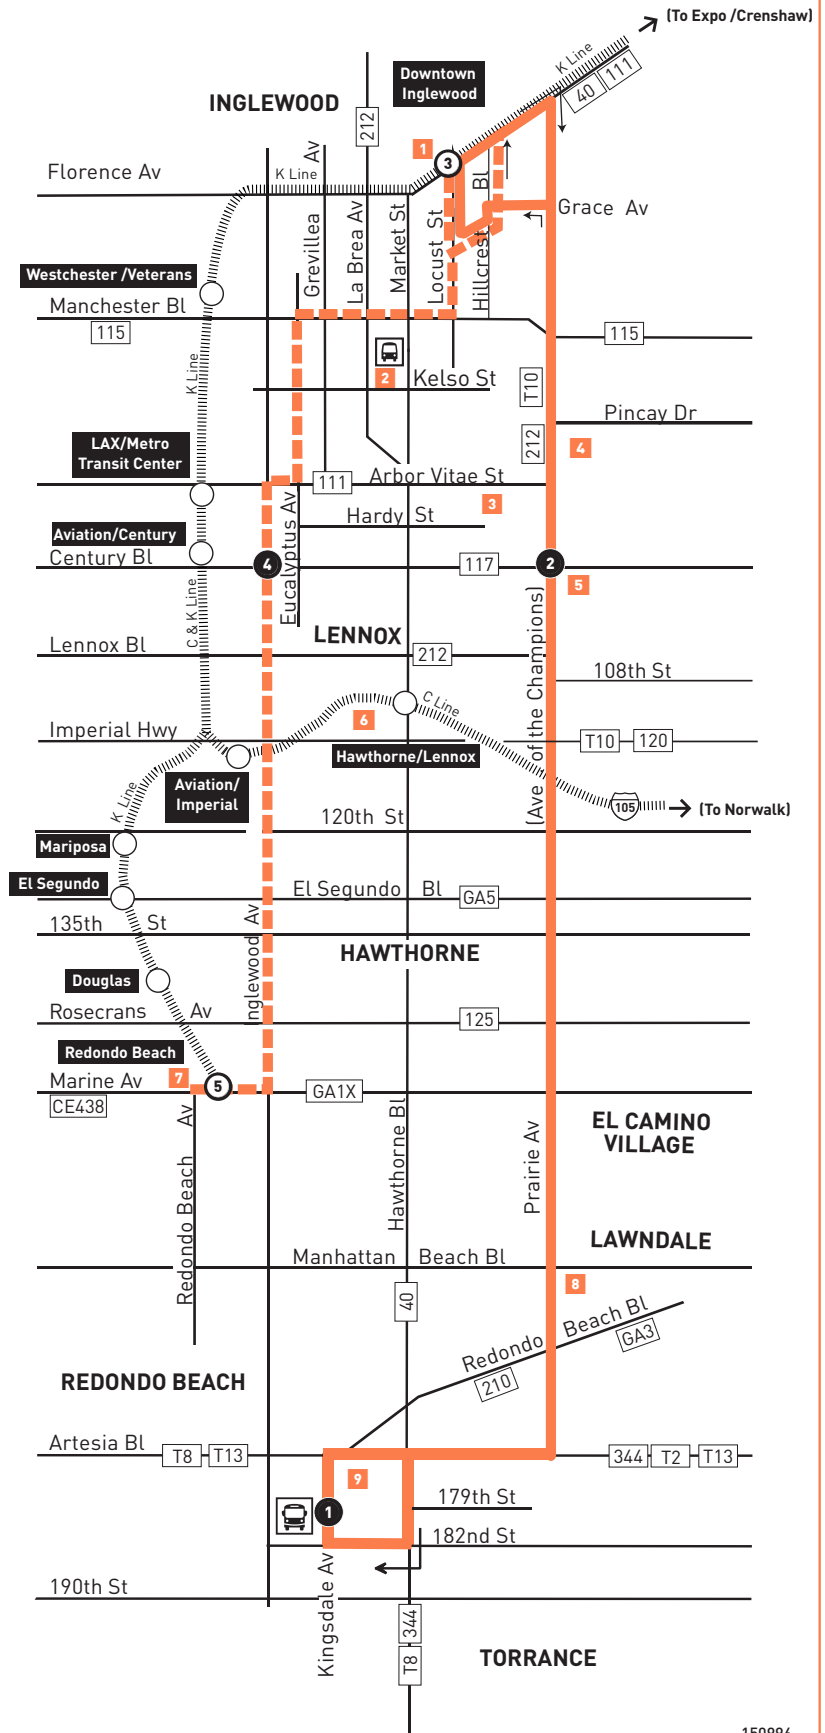 (To Expo /Crenshaw)
K Line
40
111
Downtown
Inglewood
INGLEWOOD
212
1
3
Florence Av
K Line
Grevillea Av
La Brea Av
Market St
Locust St
Hillcrest Bl
Grace Av
Westchester /Veterans
Manchester Bl
115
115
K Line
2
Kelso St
T10
Pincay Dr
212
4
LAX/Metro
Transit Center
111
Arbor Vitae St
3
Hardy St
Eucalyptus Av
Aviation/Century
Century Bl
4
117
2
5
C & K Line
LENNOX
Lennox Bl
212
108th St
(Ave of the Champions)
C Line
6
Imperial Hwy
T10
120
Hawthorne/Lennox
Aviation/
Imperial
K Line
105
(To Norwalk)
120th St
Mariposa
El Segundo
El Segundo Bl
GA5
135th St
Inglewood Av
HAWTHORNE
Douglas
Rosecrans Av
125
Redondo Beach
7
5
Marine Av
CE438
GA1X
Redondo Beach Av
Hawthorne Bl
Prairie Av
EL CAMINO
VILLAGE
LAWNDALE
Manhattan Beach Bl
8
40
Redondo Beach Bl
210
GA3
REDONDO BEACH
Artesia Bl
T8
T13
344
T2
T13
9
1
179th St
182nd St
Kingsdale Av
190th St
344
T8
TORRANCE